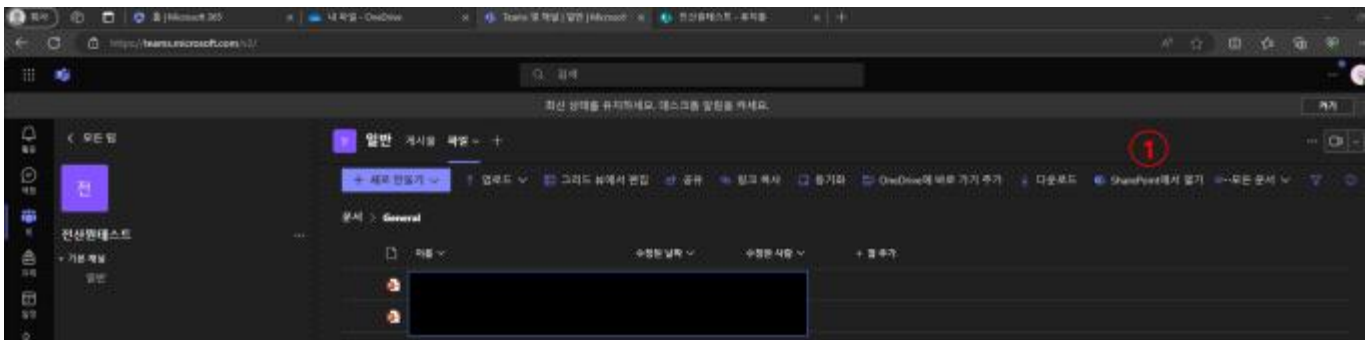 홈 | Microsoft 365
내 파일 - OneDrive
Teams 및 채널 | 일반 | Microsoft
전산원테스트 -
https://teams.microsoft.com/v2/
검색
최신 상태를 유지하세요. 데스크톱 알림을 켜세요.
켜기
모든 팀
전
전산원테스트
기본 채널
일반
일반 게시물 파일
①
새로 만들기 업로드 그리드 뷰에서 편집 공유 링크 복사 동기화 OneDrive에 바로 가기 추가 다운로드 SharePoint에서 열기 모든 문서
문서 > General
이름 수정된 날짜 수정한 사람 + 열 추가